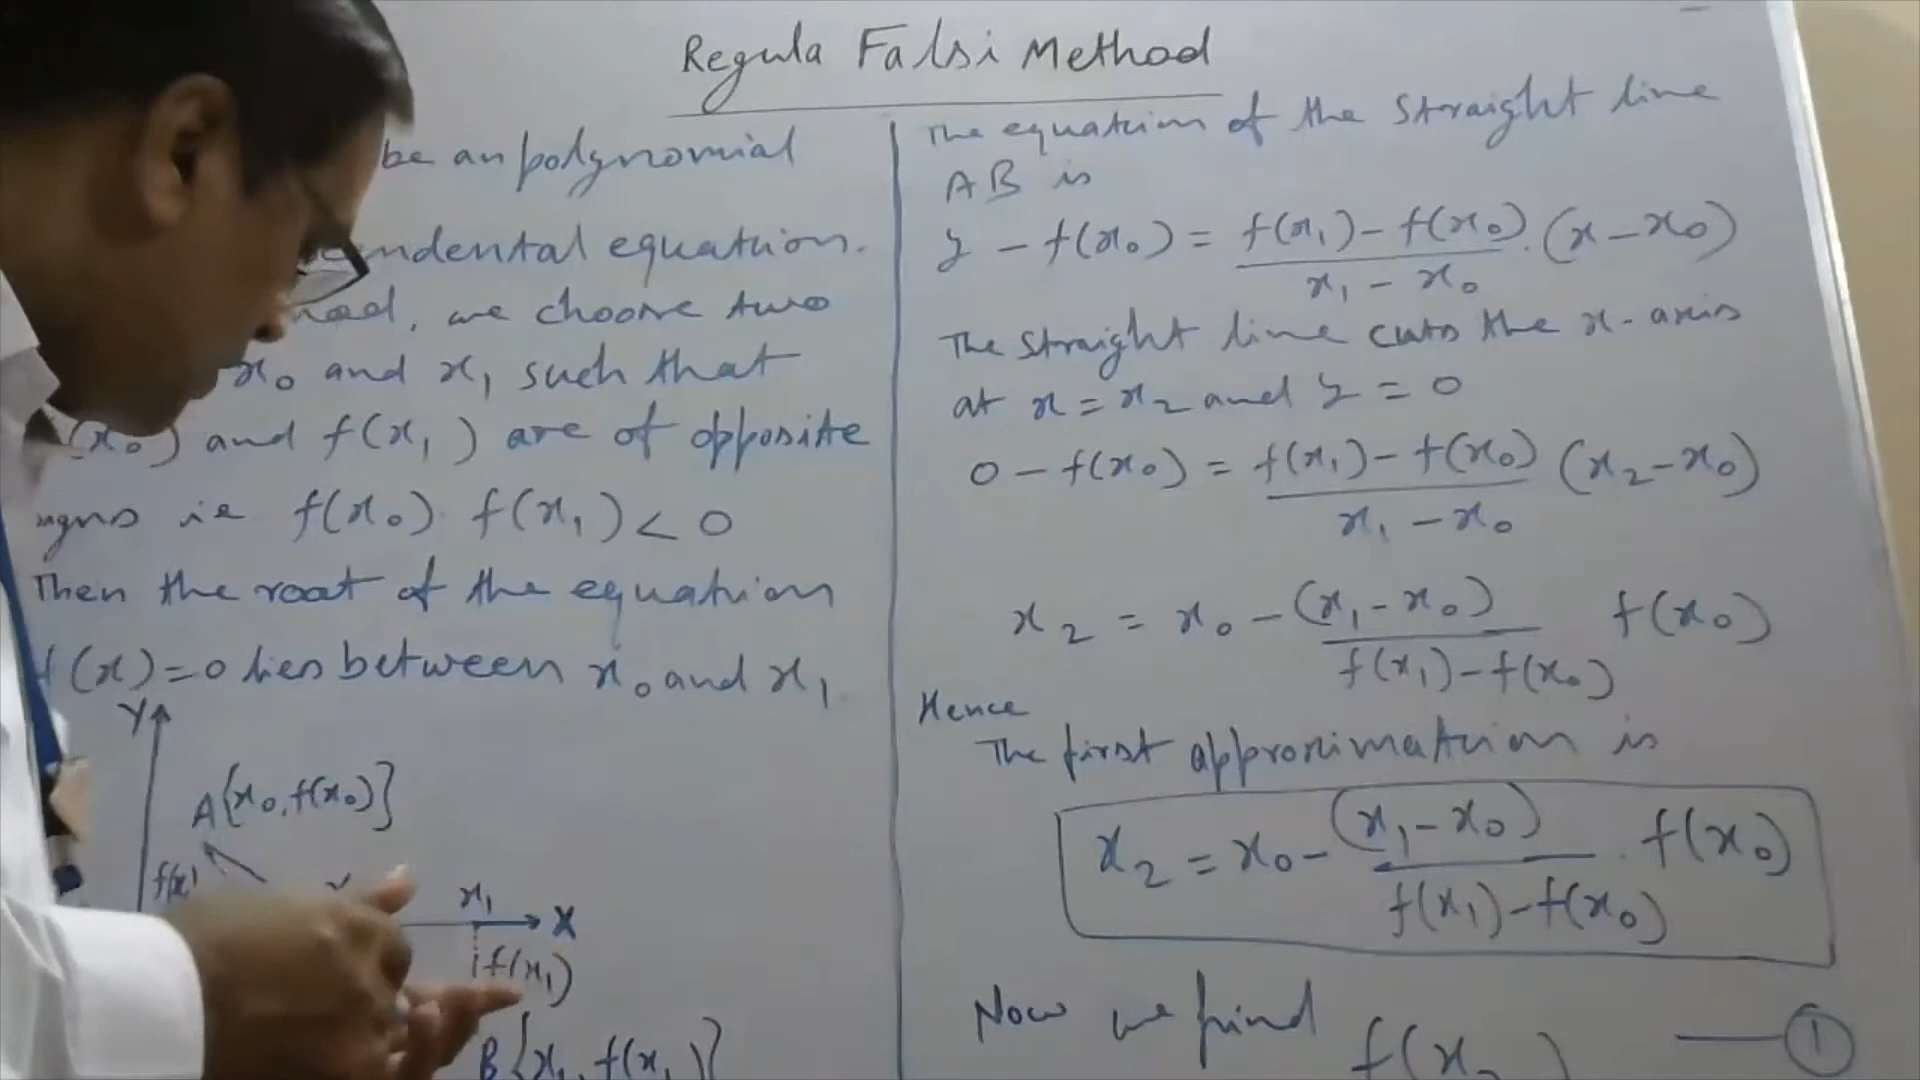 Regula Falsi Method
be an polynomial
equation.
we choose two
x₀ and x₁ such that
(x₀) and f(x₁) are of opposite
ie f(x₀) f(x₁) < 0
Then the root of the equation
f(x)=0 lies between x₀ and x₁
Y
A{x₀, f(x₀)}
f(x)
x₁
X
f(x₁)
B{x₁, f(x₁)}
The equation of the straight line
AB is
y - f(x₀) = f(x₁) - f(x₀) . (x - x₀)
x₁ - x₀
The straight line cuts the x-axis
at x = x₂ and y = 0
0 - f(x₀) = f(x₁) - f(x₀) (x₂ - x₀)
x₁ - x₀
x₂ = x₀ - (x₁ - x₀) f(x₀)
f(x₁) - f(x₀)
Hence
The first approximation is
x₂ = x₀ - (x₁ - x₀) . f(x₀)
f(x₁) - f(x₀)
Now we find f(x₂) — ①